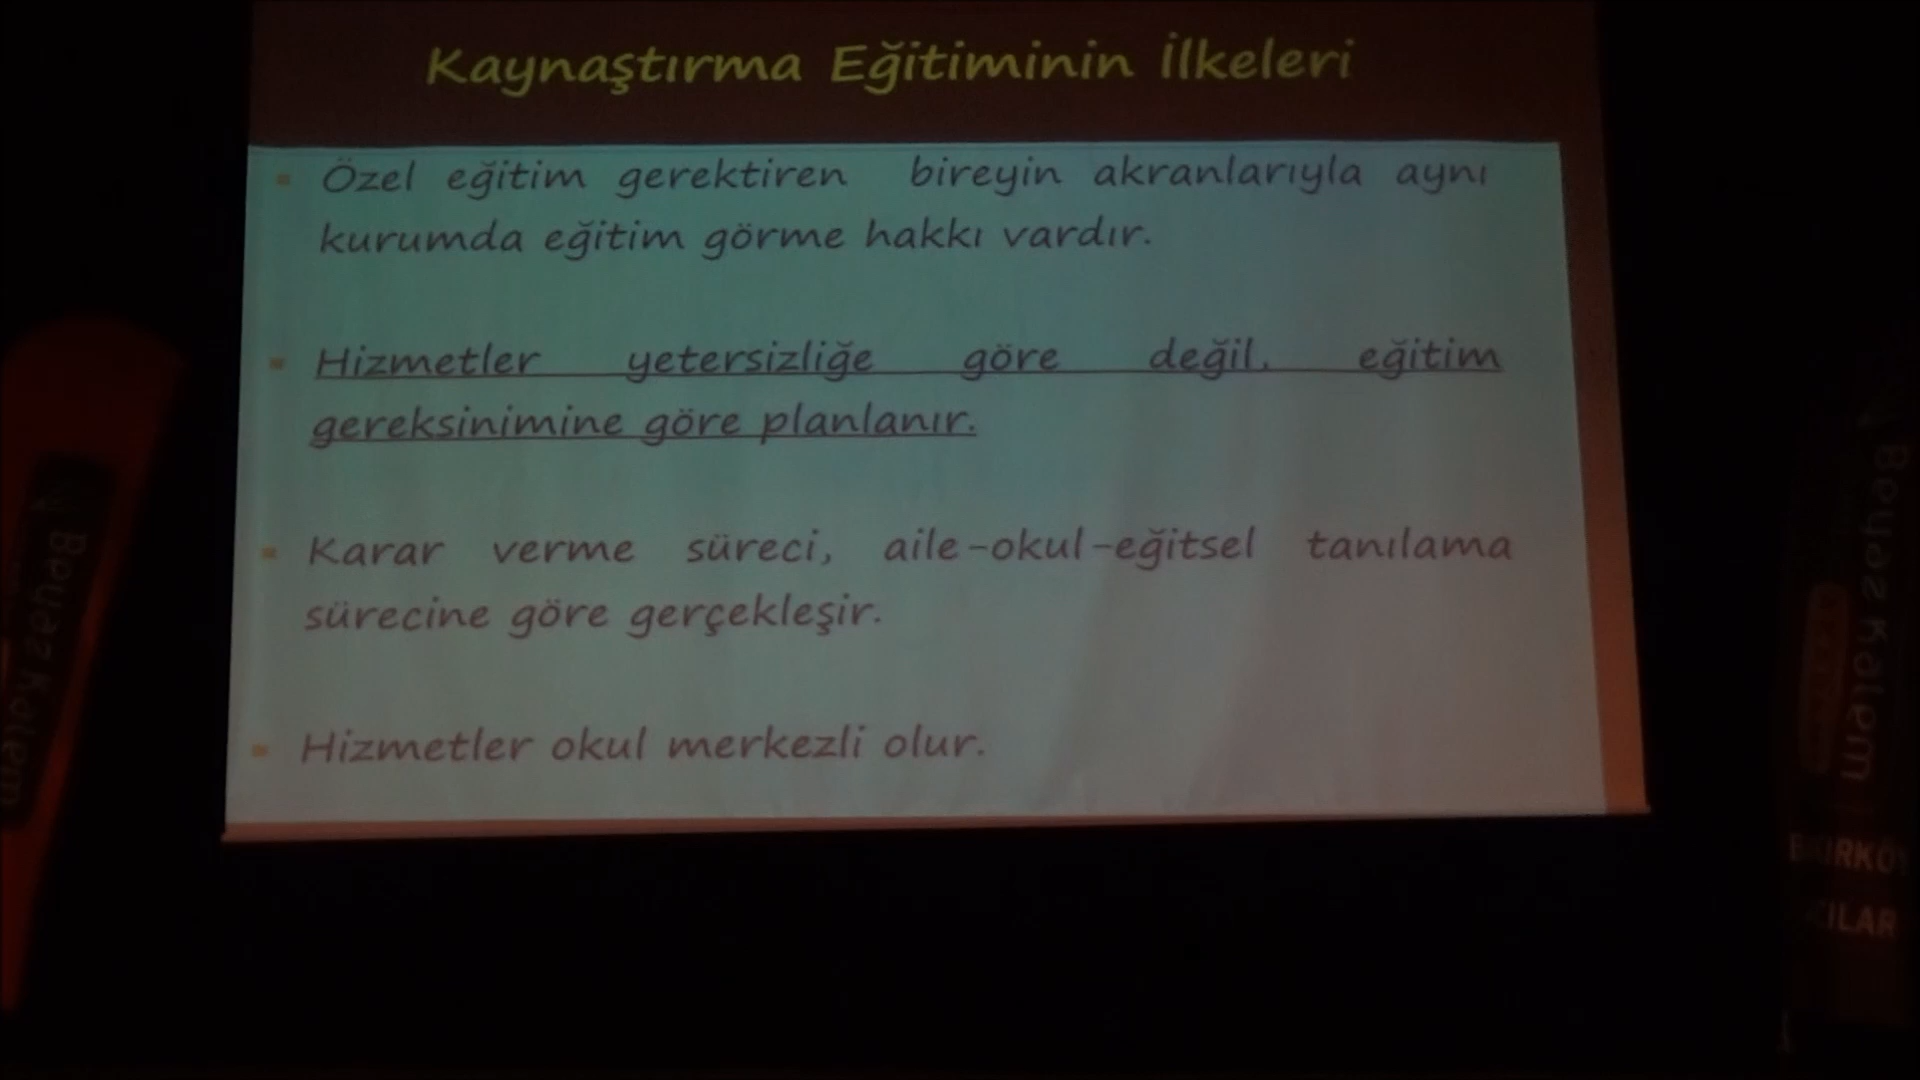 Kaynaştırma Eğitiminin İlkeleri
▪ Özel eğitim gerektiren bireyin akranlarıyla aynı
kurumda eğitim görme hakkı vardır.
▪ Hizmetler yetersizliğe göre değil, eğitim
gereksinimine göre planlanır.
▪ Karar verme süreci, aile-okul-eğitsel tanılama
sürecine göre gerçekleşir.
▪ Hizmetler okul merkezli olur.
Beyaz Kalem
Beyaz Kalem